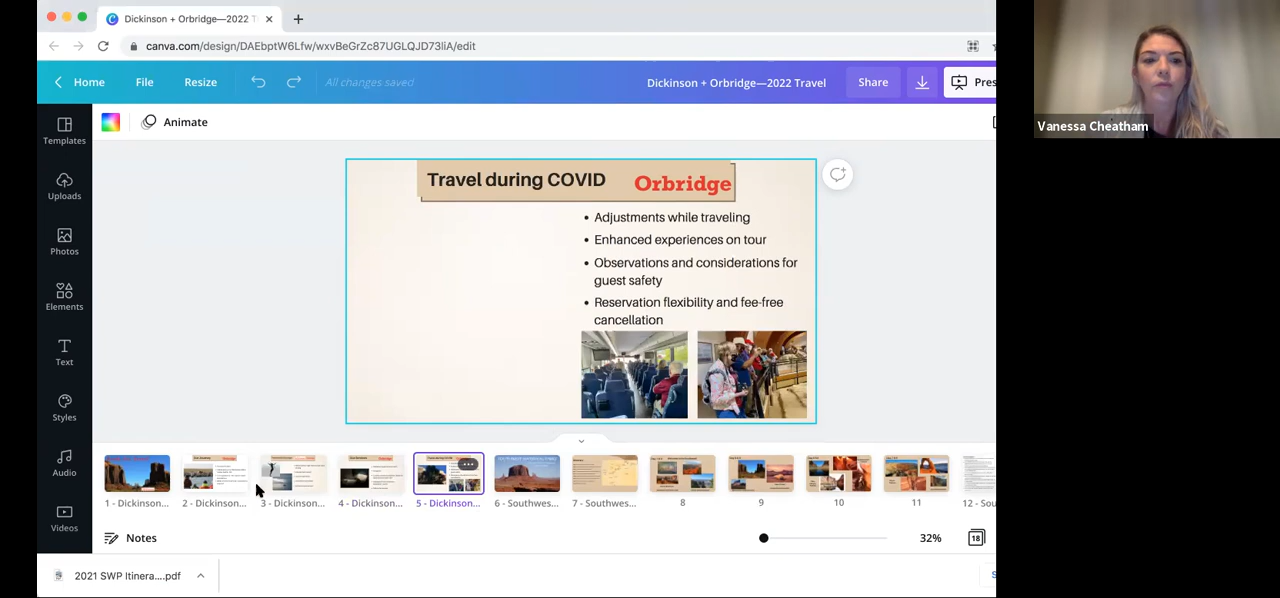 Dickinson + Orbridge—2022 T
canva.com/design/DAEbptW6Lfw/wxvBeGrZc87UGLQJD73liA/edit
Home File Resize All changes saved Dickinson + Orbridge—2022 Travel Share Pres
Animate
Templates
Uploads
Photos
Elements
Text
Styles
Audio
Videos
Travel during COVID Orbridge
• Adjustments while traveling
• Enhanced experiences on tour
• Observations and considerations for
guest safety
• Reservation flexibility and fee-free
cancellation
1 - Dickinson... 2 - Dickinson... 3 - Dickinson... 4 - Dickinson... 5 - Dickinson... 6 - Southwes... 7 - Southwes... 8 9 10 11 12 - Sou
Notes 32% 18
2021 SWP Itinera....pdf
Vanessa Cheatham